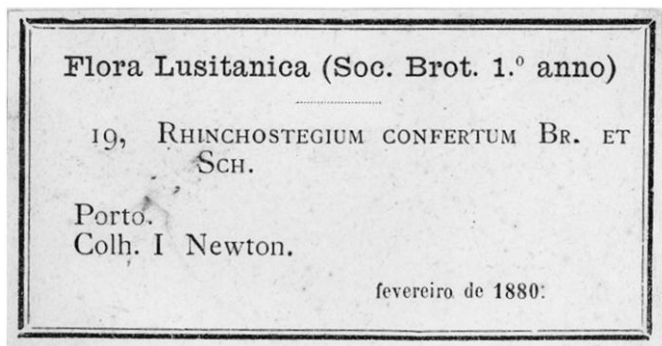 Flora Lusitanica (Soc. Brot. 1.º anno)
19, RHINCHOSTEGIUM CONFERTUM BR. ET
SCH.
Porto.
Colh. I Newton.
fevereiro de 1880.